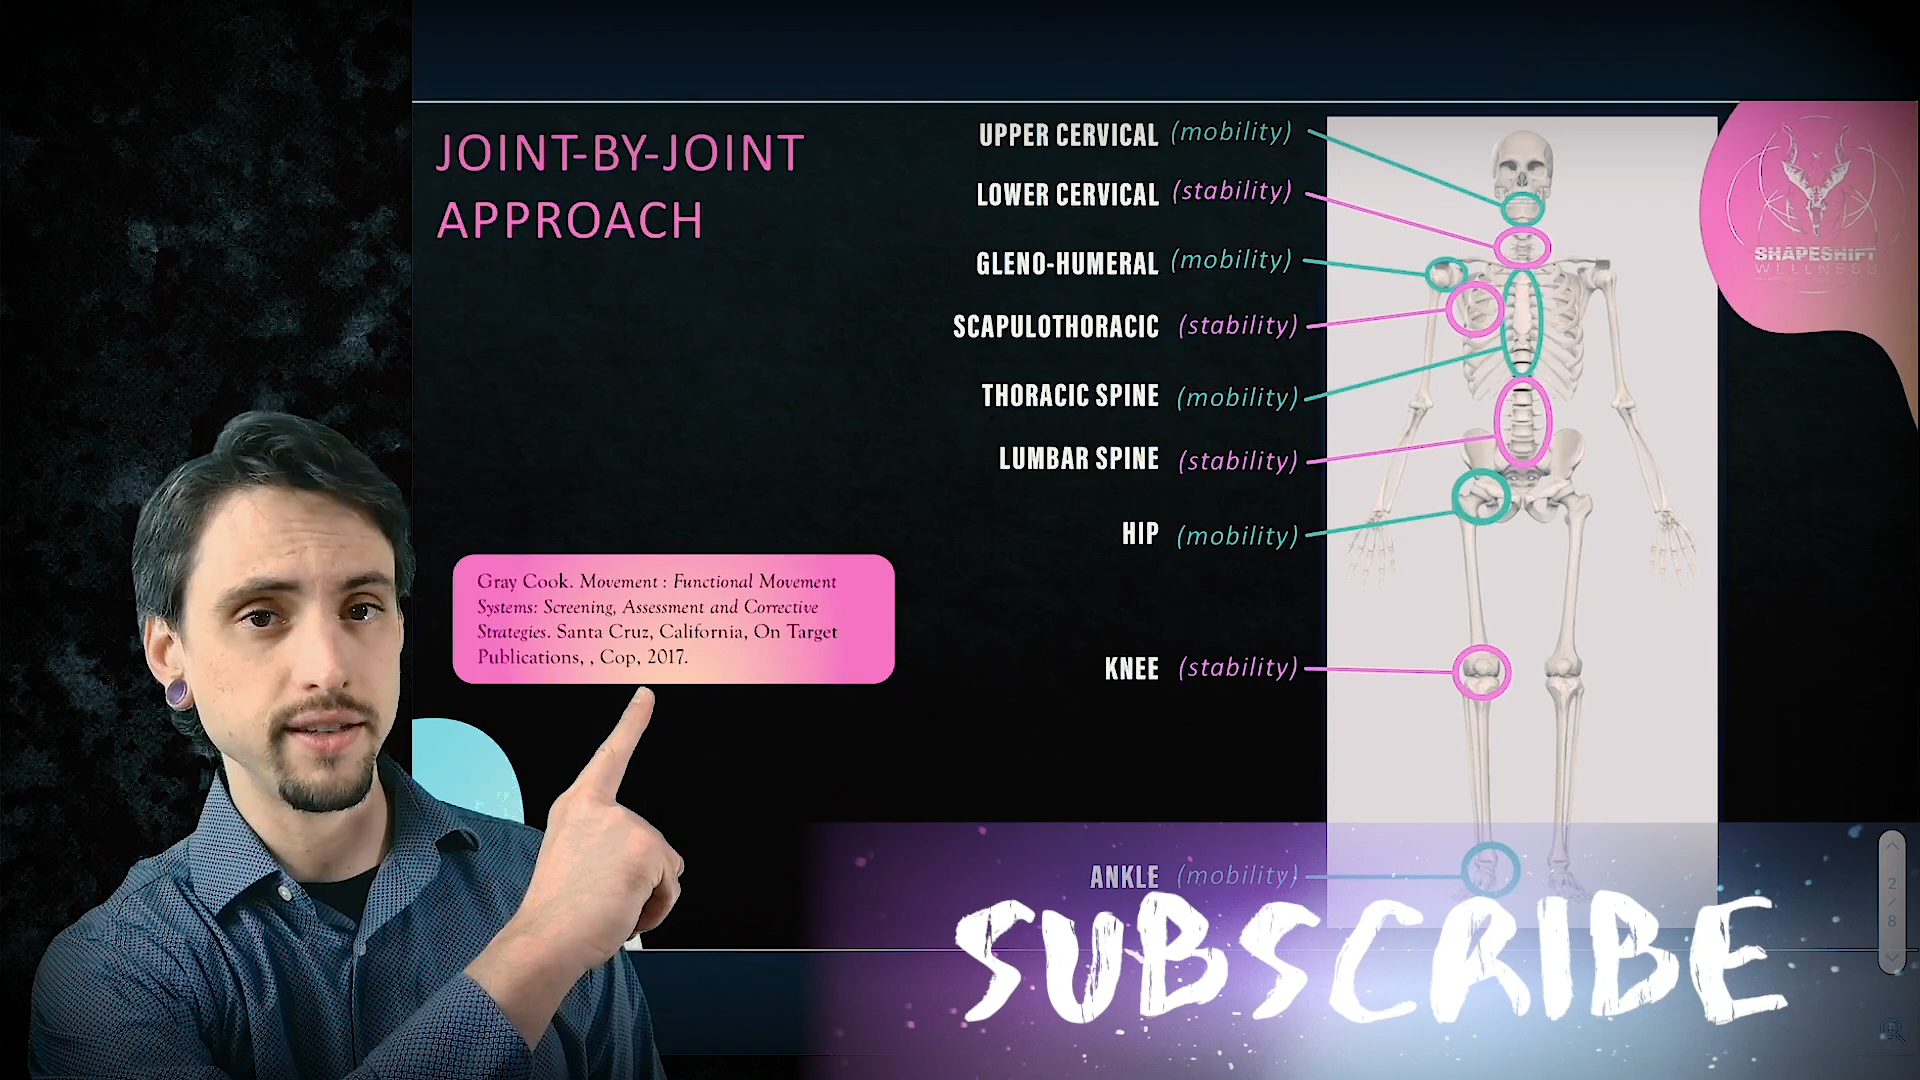 JOINT-BY-JOINT
APPROACH
UPPER CERVICAL (mobility)
LOWER CERVICAL (stability)
GLENO-HUMERAL (mobility)
SCAPULOTHORACIC (stability)
THORACIC SPINE (mobility)
LUMBAR SPINE (stability)
HIP (mobility)
KNEE (stability)
ANKLE (mobility)
SHAPESHIFT
WELLNESS
Gray Cook. Movement : Functional Movement
Systems: Screening, Assessment and Corrective
Strategies. Santa Cruz, California, On Target
Publications, , Cop, 2017.
SUBSCRIBE
2
/
8